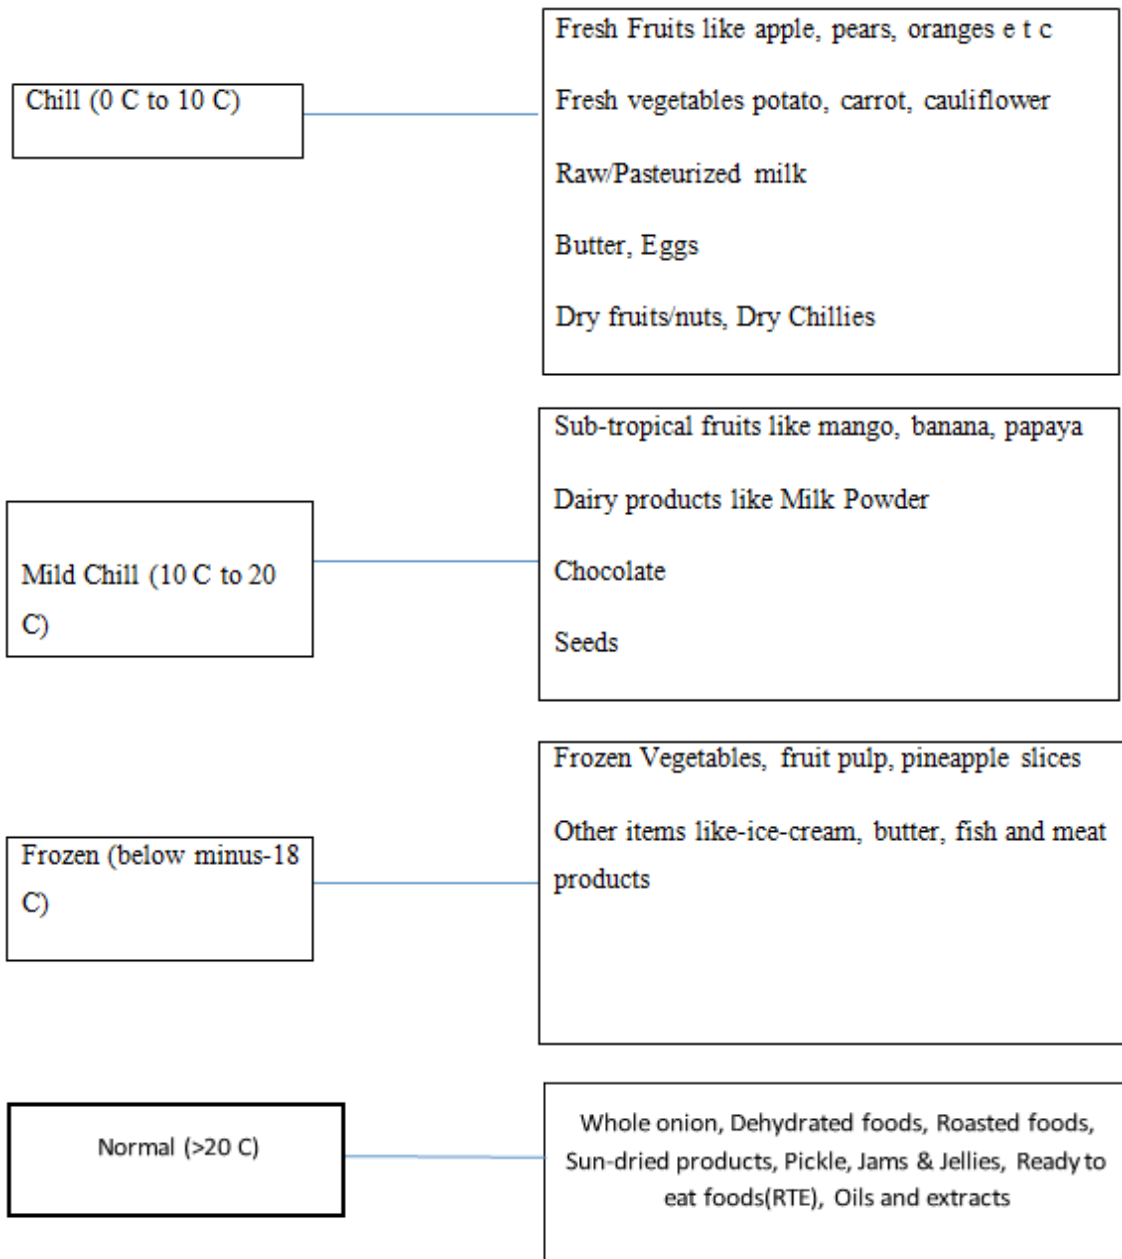 Chill (0 C to 10 C)
Fresh Fruits like apple, pears, oranges e t c
Fresh vegetables potato, carrot, cauliflower
Raw/Pasteurized milk
Butter, Eggs
Dry fruits/nuts, Dry Chillies
Mild Chill (10 C to 20
C)
Sub-tropical fruits like mango, banana, papaya
Dairy products like Milk Powder
Chocolate
Seeds
Frozen (below minus-18
C)
Frozen Vegetables, fruit pulp, pineapple slices
Other items like-ice-cream, butter, fish and meat
products
Normal (>20 C)
Whole onion, Dehydrated foods, Roasted foods,
Sun-dried products, Pickle, Jams & Jellies, Ready to
eat foods(RTE), Oils and extracts